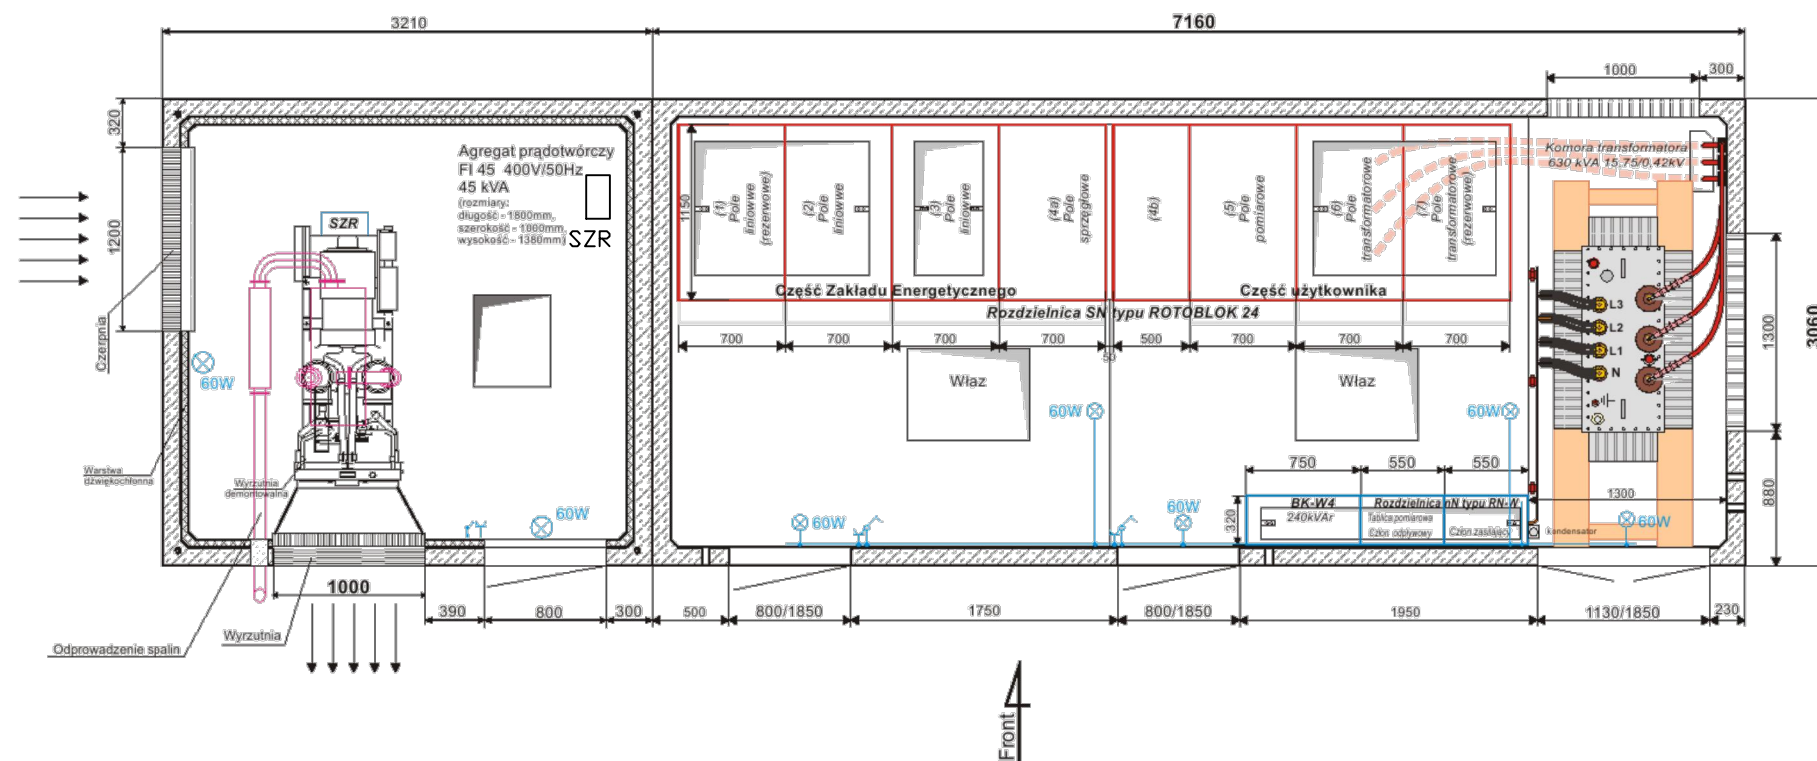 3210
7160
1000
300
320
1200
Czerpnia
Agregat prądotwórczy
FI 45 400V/50Hz
45 kVA
(rozmiary:
długość - 1800mm,
szerokość - 1000mm,
wysokość - 1380mm)
SZR
SZR
60W
60W
Warstwa
dźwiękochłonna
Wyrzutnia
demontowalna
1150
(1)
Pole
liniowwe
(rezerwowe)
(2)
Pole
liniowwe
(3)
Pole
liniowwe
(4a)
Pole
sprzęgłowe
(4b)
(5)
Pole
pomiarowe
(6)
Pole
transformatorowe
(7)
Pole
transformatorowe
(rezerwowe)
Komora transformatora
630 kVA 15,75/0,42kV
Część Zakładu Energetycznego
Część użytkownika
Rozdzielnica SN typu ROTOBLOK 24
700
700
700
700
50
500
700
700
700
Właz
Właz
60W
60W
L3
L2
L1
N
1300
3060
880
750
550
550
1300
320
BK-W4
240kVAr
Rozdzielnica nN typu RN-W
Tablica pomiarowa
Człon odpływowy
Człon zasilający
kondensator
60W
60W
60W
1000
390
800
300
500
800/1850
1750
800/1850
1950
1130/1850
230
Wyrzutnia
Odprowadzenie spalin
Front